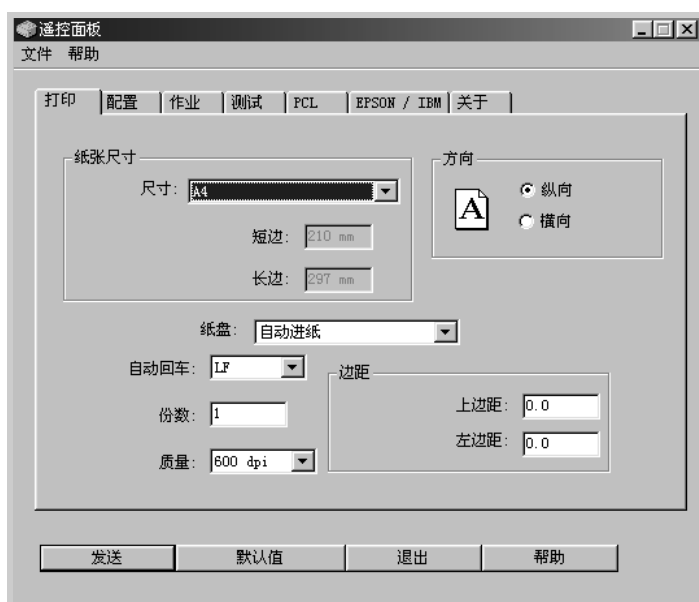 遥控面板
文件 帮助
打印 配置 作业 测试 PCL EPSON / IBM 关于
纸张尺寸
尺寸: A4
短边: 210 mm
长边: 297 mm
方向
A
纵向
横向
纸盘: 自动进纸
自动回车: LF
份数: 1
质量: 600 dpi
边距
上边距: 0.0
左边距: 0.0
发送 默认值 退出 帮助